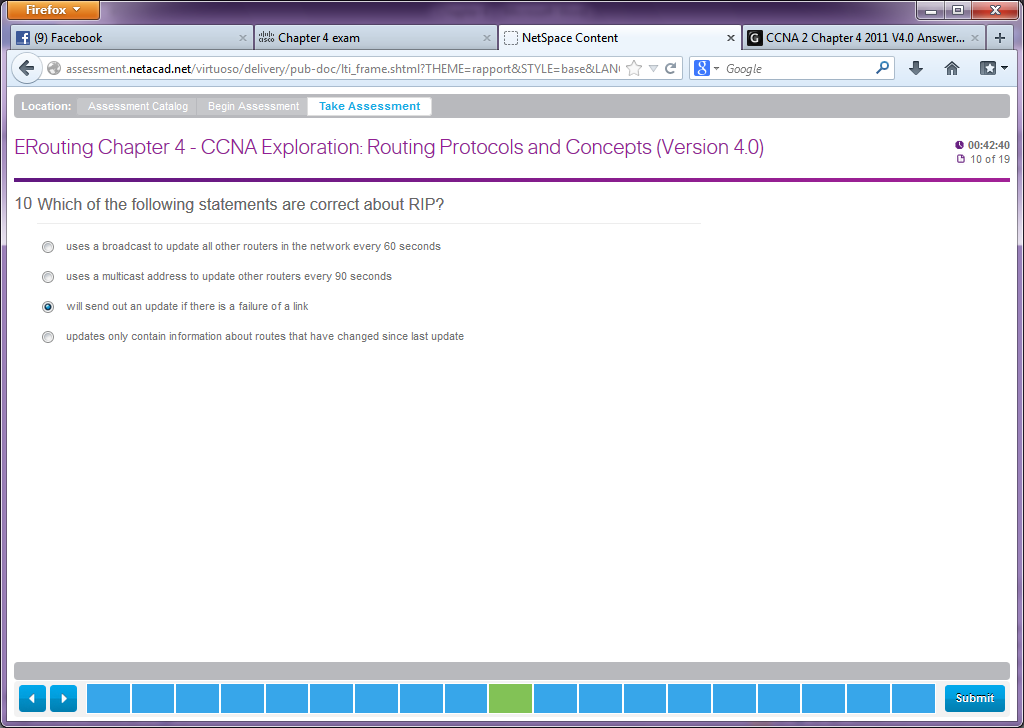 Firefox
(9) Facebook
Chapter 4 exam
NetSpace Content
CCNA 2 Chapter 4 2011 V4.0 Answer...
assessment.netacad.net/virtuoso/delivery/pub-doc/lti_frame.shtml?THEME=rapport&STYLE=base&LAN
Google
Location:
Assessment Catalog
Begin Assessment
Take Assessment
ERouting Chapter 4 - CCNA Exploration: Routing Protocols and Concepts (Version 4.0)
00:42:40
10 of 19
10 Which of the following statements are correct about RIP?
uses a broadcast to update all other routers in the network every 60 seconds
uses a multicast address to update other routers every 90 seconds
will send out an update if there is a failure of a link
updates only contain information about routes that have changed since last update
Submit